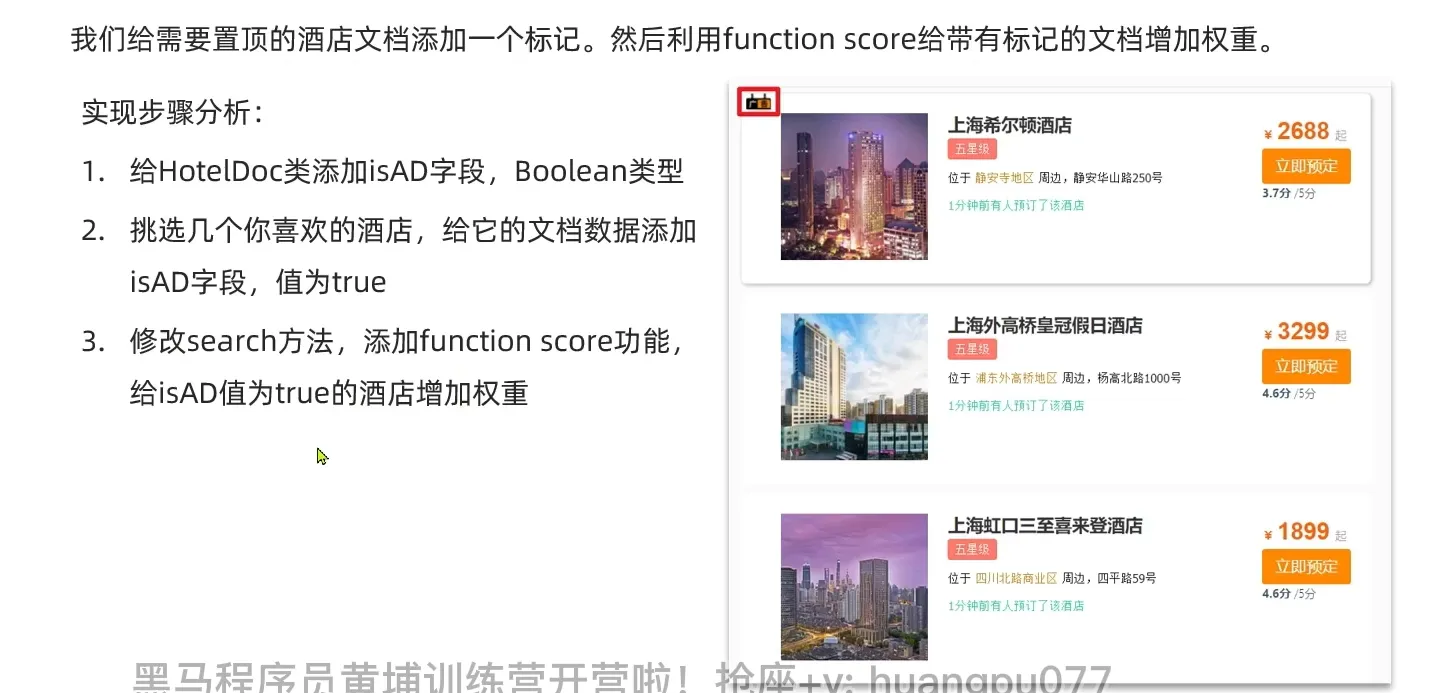 我们给需要置顶的酒店文档添加一个标记。然后利用function score给带有标记的文档增加权重。
实现步骤分析：
1. 给HotelDoc类添加isAD字段，Boolean类型
2. 挑选几个你喜欢的酒店，给它的文档数据添加
isAD字段，值为true
3. 修改search方法，添加function score功能，
给isAD值为true的酒店增加权重
上海希尔顿酒店
五星级
位于 静安寺地区 周边，静安华山路250号
1分钟前有人预订了该酒店
¥ 2688 起
立即预定
3.7分 /5分
上海外高桥皇冠假日酒店
五星级
位于 浦东外高桥地区 周边，杨高北路1000号
1分钟前有人预订了该酒店
¥ 3299 起
立即预定
4.6分 /5分
上海虹口三至喜来登酒店
五星级
位于 四川北路商业区 周边，四平路59号
1分钟前有人预订了该酒店
¥ 1899 起
立即预定
4.6分 /5分
黑马程序员黄埔训练营开营啦！抢座+v: huangpu077